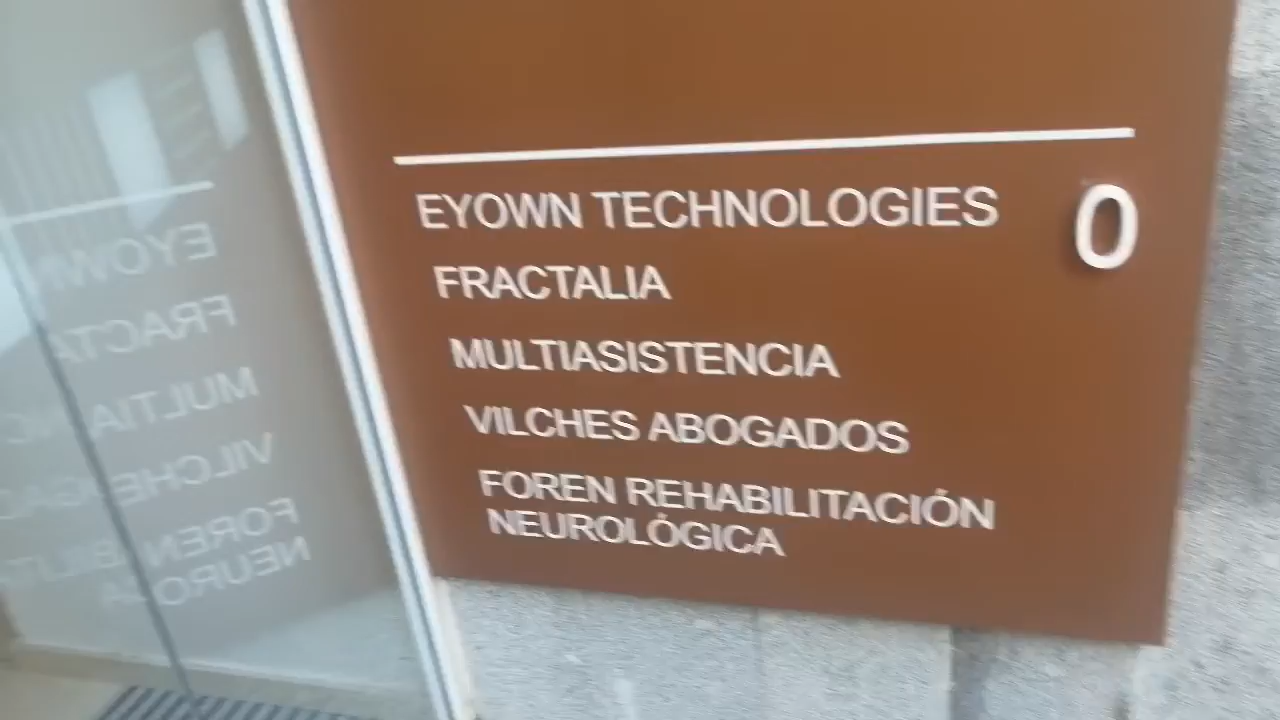 EYOWN TECHNOLOGIES 0
FRACTALIA
MULTIASISTENCIA
VILCHES ABOGADOS
FOREN REHABILITACIÓN
NEUROLÓGICA